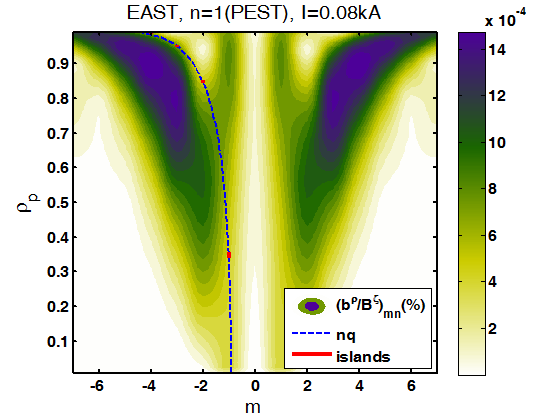 EAST, n=1(PEST), I=0.08kA
x 10⁻⁴
14
12
10
8
6
4
2
0.9
0.8
0.7
0.6
0.5
0.4
0.3
0.2
0.1
ρp
(bᵖ/Bᶻ)mn(%)
nq
islands
-6 -4 -2 0 2 4 6
m